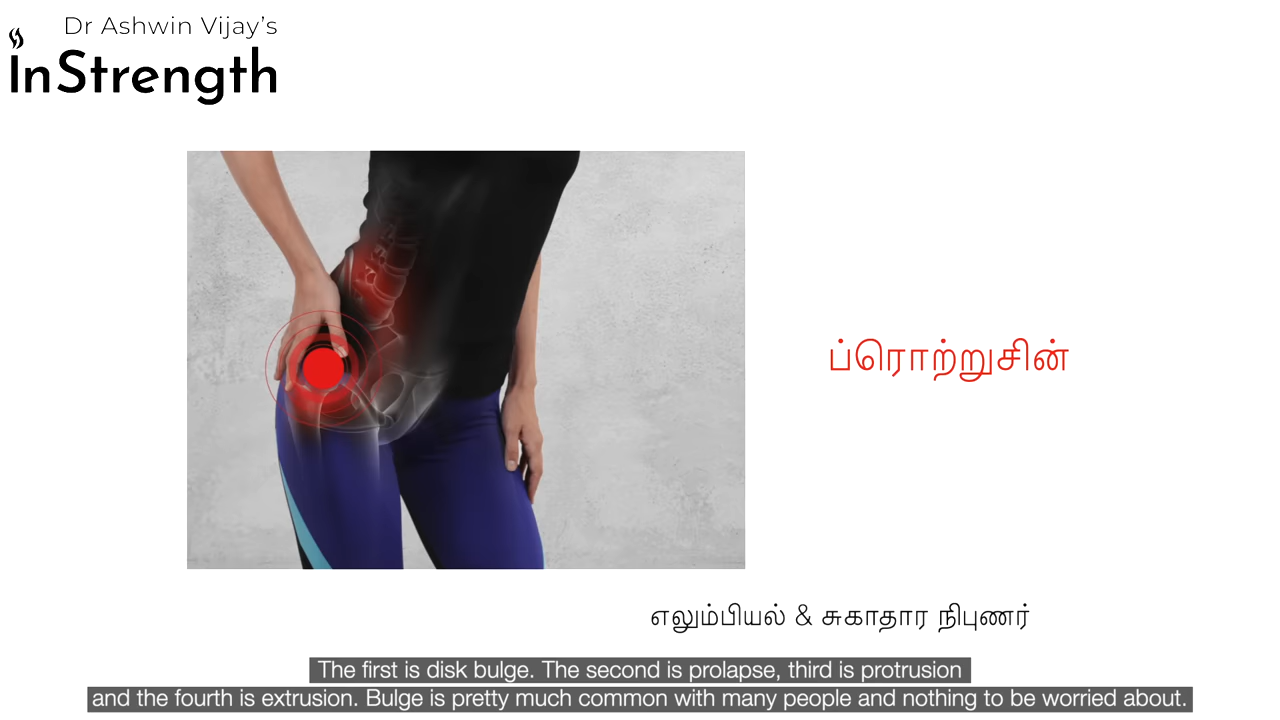 Dr Ashwin Vijay's
InStrength
ப்ரொற்றுசின்
எலும்பியல் & சுகாதார நிபுணர்
The first is disk bulge. The second is prolapse, third is protrusion
and the fourth is extrusion. Bulge is pretty much common with many people and nothing to be worried about.